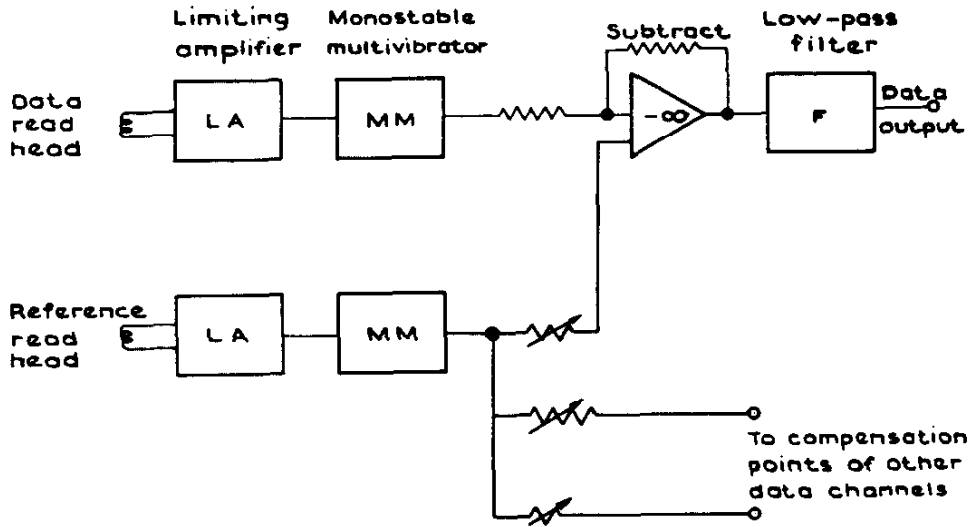 Limiting
amplifier
Monostable
multivibrator
Subtract
Low-pass
filter
Data
read
head
LA
MM
-∞
F
Data
output
Reference
read
head
LA
MM
To compensation
points of other
data channels